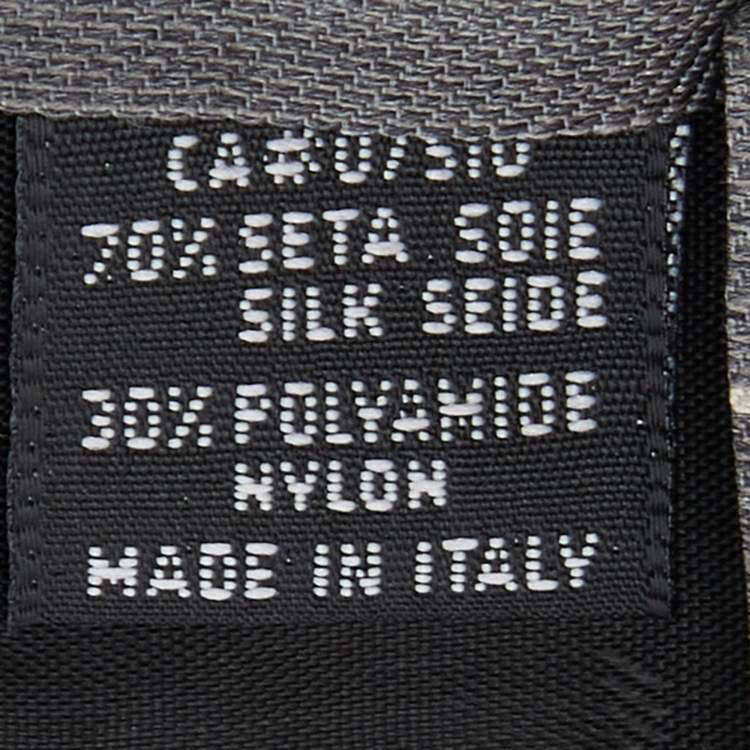 70% SETA SOIE
SILK SEIDE
30% POLYAMIDE
NYLON
MADE IN ITALY